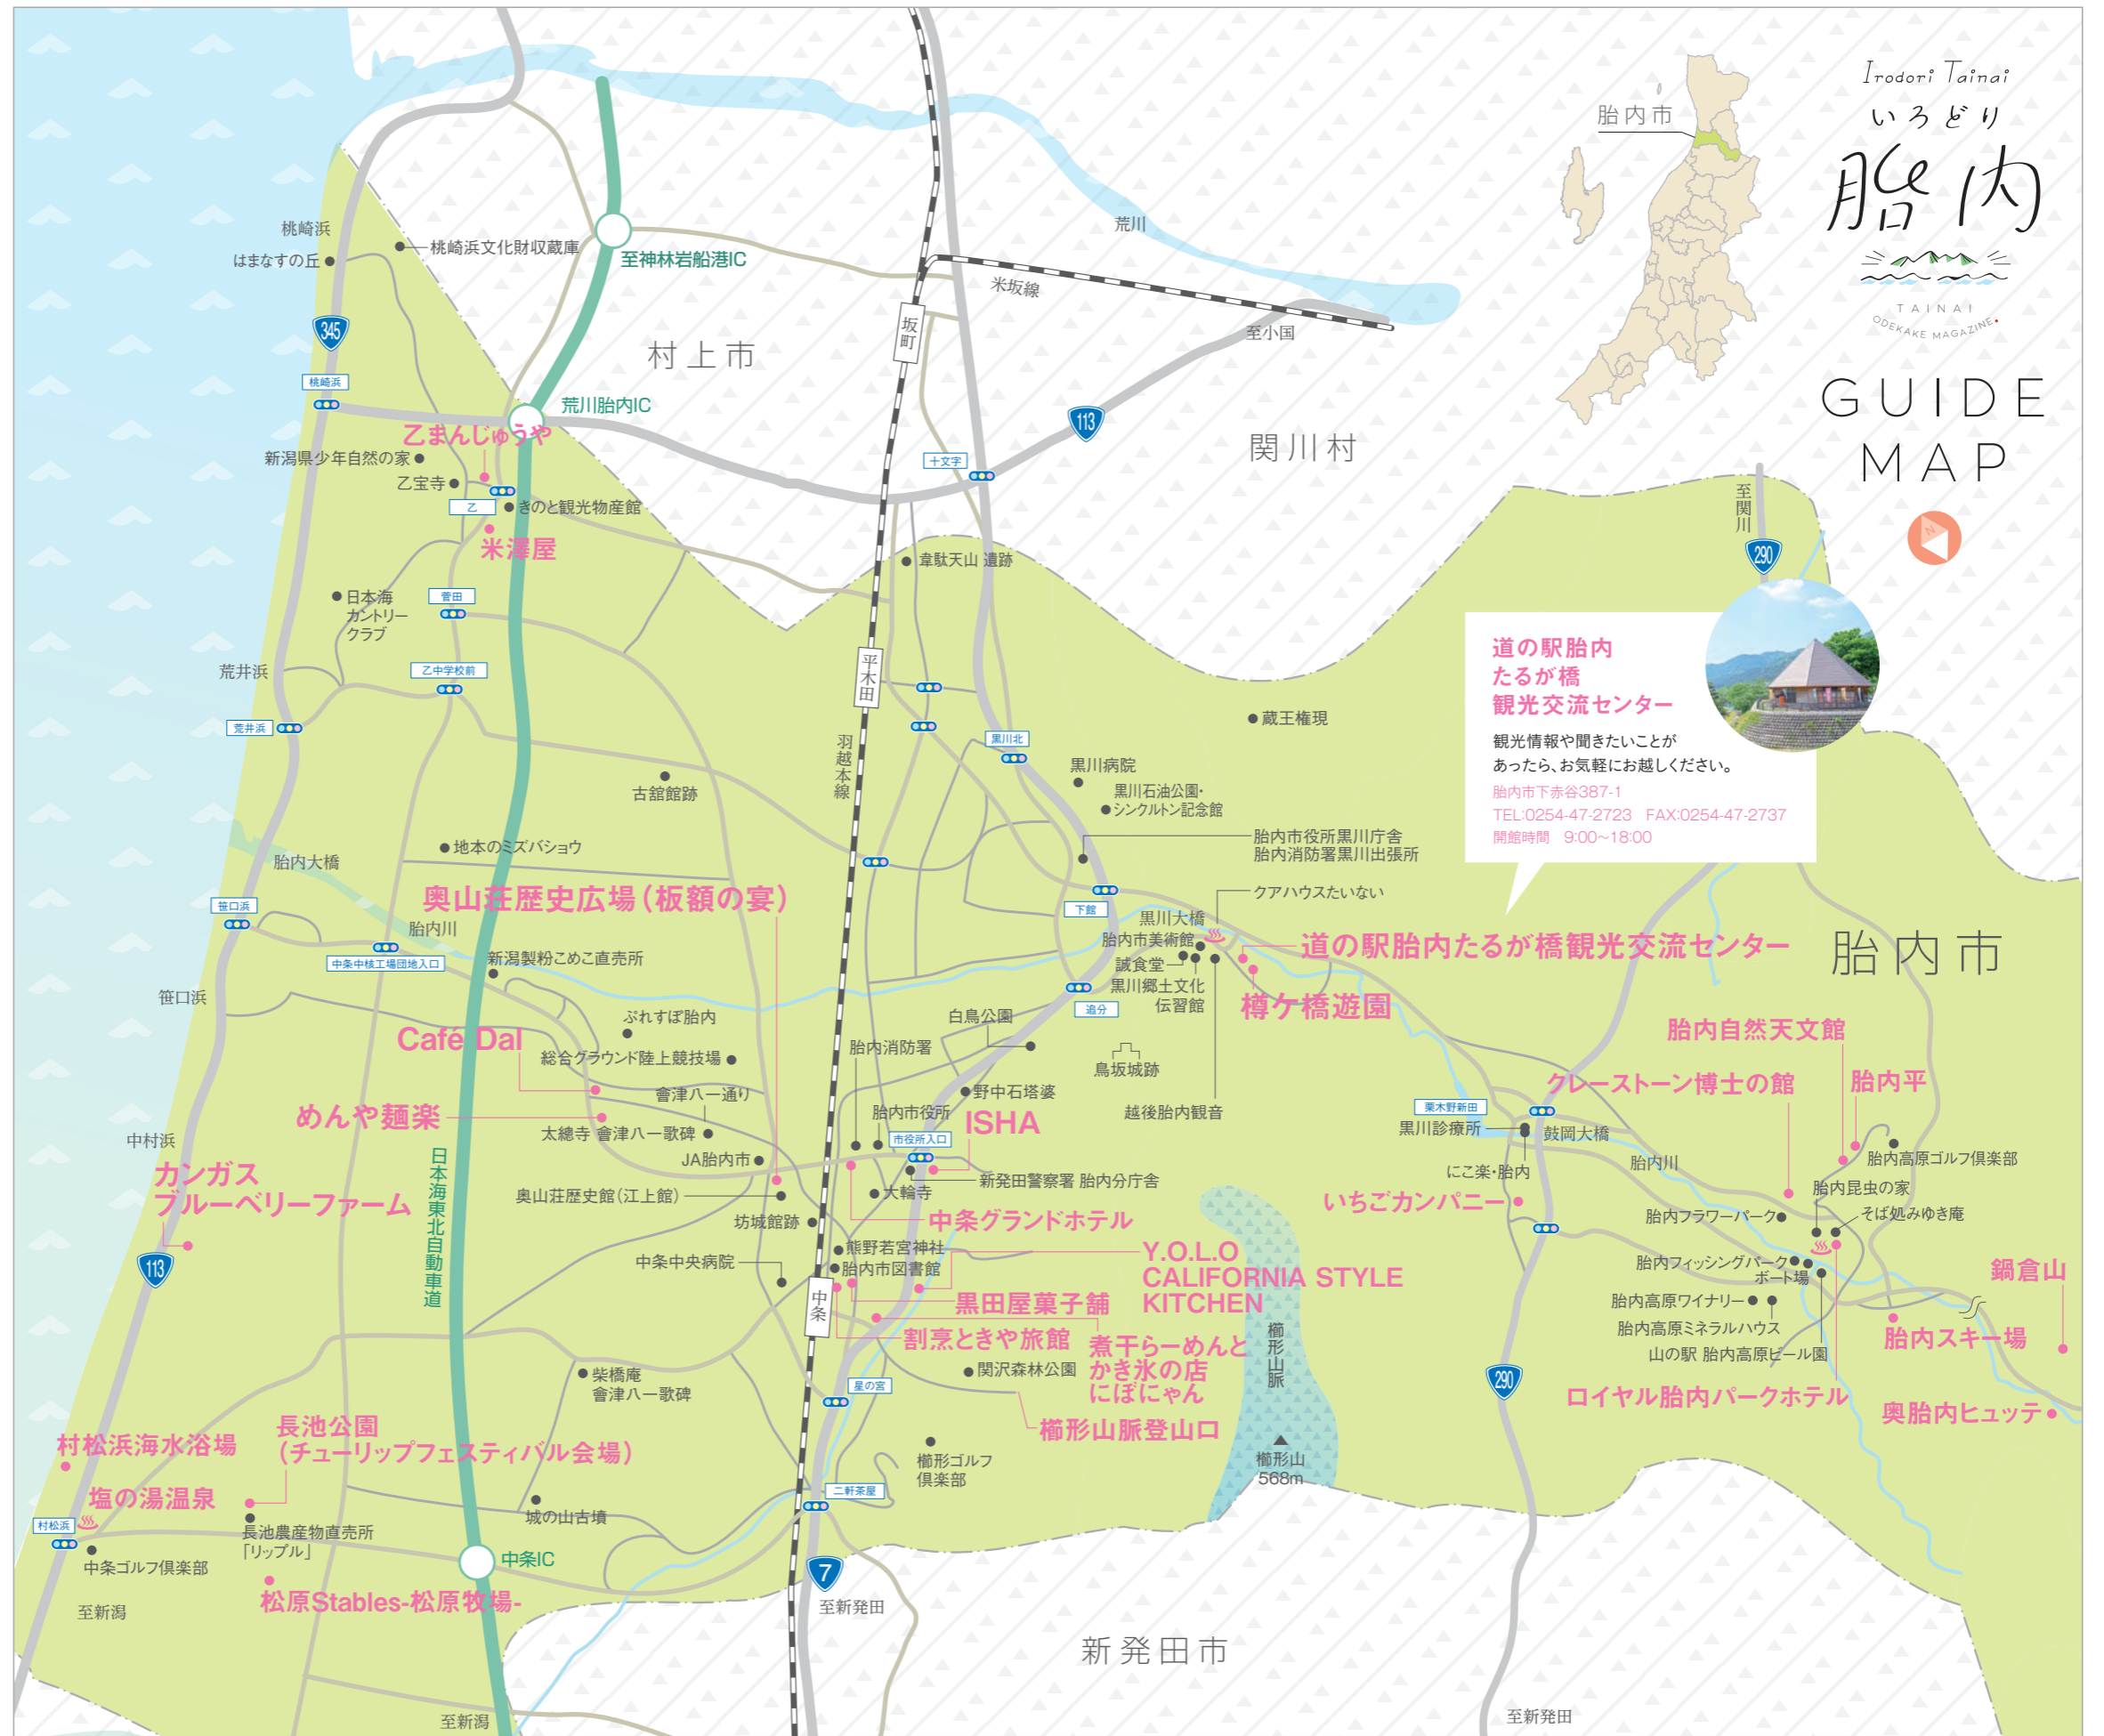 Irodori Tainai
いろどり
胎内
TAINAI
ODEKAKE MAGAZINE.
GUIDE
MAP
N
胎内市
荒川
桃崎浜
はまなすの丘
桃崎浜文化財収蔵庫
至神林岩船港IC
米坂線
至小国
坂町
345
村上市
桃崎浜
荒川胎内IC
113
関川村
十文字
乙まんじゅうや
新潟県少年自然の家
乙宝寺
乙
きのと観光物産館
米澤屋
至関川
290
韋駄天山 遺跡
日本海
カントリー
クラブ
菅田
乙中学校前
荒井浜
荒井浜
平木田
羽越本線
蔵王権現
黒川北
黒川病院
黒川石油公園・
シンクルトン記念館
道の駅胎内
たるが橋
観光交流センター
観光情報や聞きたいことが
あったら、お気軽にお越しください。
胎内市下赤谷387-1
TEL:0254-47-2723 FAX:0254-47-2737
開館時間 9:00〜18:00
古舘館跡
地本のミズバショウ
胎内大橋
胎内市役所黒川庁舎
胎内消防署黒川出張所
奥山荘歴史広場(板額の宴)
笹口浜
下館
クアハウスたいない
胎内川
黒川大橋
胎内市美術館
道の駅胎内たるが橋観光交流センター
胎内市
中条中核工場団地入口
新潟製粉こめこ直売所
誠食堂
黒川郷土文化
伝習館
樽ケ橋遊園
笹口浜
追分
白鳥公園
ぷれすぽ胎内
Café Dal
総合グラウンド陸上競技場
胎内消防署
鳥坂城跡
胎内自然天文館
クレーストーン博士の館
胎内平
野中石塔婆
會津八一通り
めんや麺楽
胎内市役所
ISHA
越後胎内観音
栗木野新田
黒川診療所
鼓岡大橋
太總寺 會津八一歌碑
市役所入口
中村浜
JA胎内市
にこ楽・胎内
胎内川
胎内高原ゴルフ倶楽部
カンガス
ブルーベリーファーム
日本海東北自動車道
奥山荘歴史館(江上館)
大輪寺
新発田警察署 胎内分庁舎
いちごカンパニー
胎内昆虫の家
胎内フラワーパーク
そば処みゆき庵
坊城館跡
中条グランドホテル
熊野若宮神社
Y.O.L.O
CALIFORNIA STYLE
KITCHEN
中条中央病院
胎内市図書館
胎内フィッシングパーク
ボート場
鍋倉山
113
中条
黒田屋菓子舗
胎内高原ワイナリー
胎内高原ミネラルハウス
割烹ときや旅館
煮干らーめんと
かき氷の店
にぼにゃん
櫛形山脈
山の駅 胎内高原ビール園
胎内スキー場
関沢森林公園
柴橋庵
會津八一歌碑
星の宮
290
ロイヤル胎内パークホテル
奥胎内ヒュッテ
櫛形山脈登山口
長池公園
(チューリップフェスティバル会場)
村松浜海水浴場
櫛形ゴルフ
倶楽部
櫛形山
568m
塩の湯温泉
二軒茶屋
村松浜
長池農産物直売所
「リップル」
城の山古墳
中条ゴルフ倶楽部
中条IC
7
松原Stables-松原牧場-
至新潟
至新発田
新発田市
至新潟
至新発田